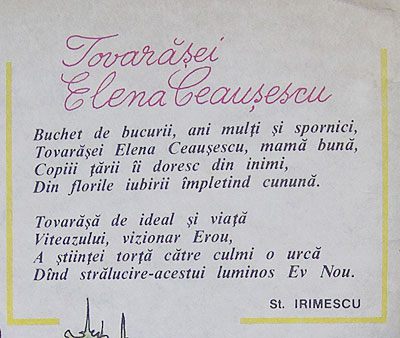 Tovarășei
Elena Ceaușescu
Buchet de bucurii, ani mulți și spornici,
Tovarășei Elena Ceaușescu, mamă bună,
Copiii țării îi doresc din inimi,
Din florile iubirii împletind cunună.
Tovarășă de ideal și viață
Viteazului, vizionar Erou,
A științei torță către culmi o urcă
Dînd strălucire-acestui luminos Ev Nou.
St. IRIMESCU